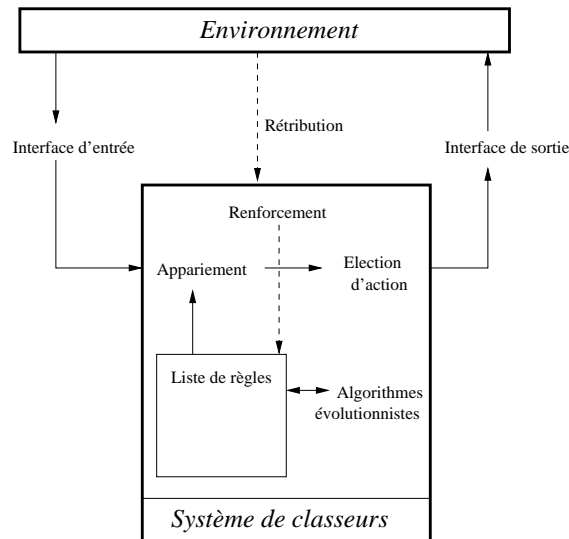 Environnement
Rétribution
Interface d'entrée
Interface de sortie
Renforcement
Appariement
Election
d'action
Liste de règles
Algorithmes
évolutionnistes
Système de classeurs